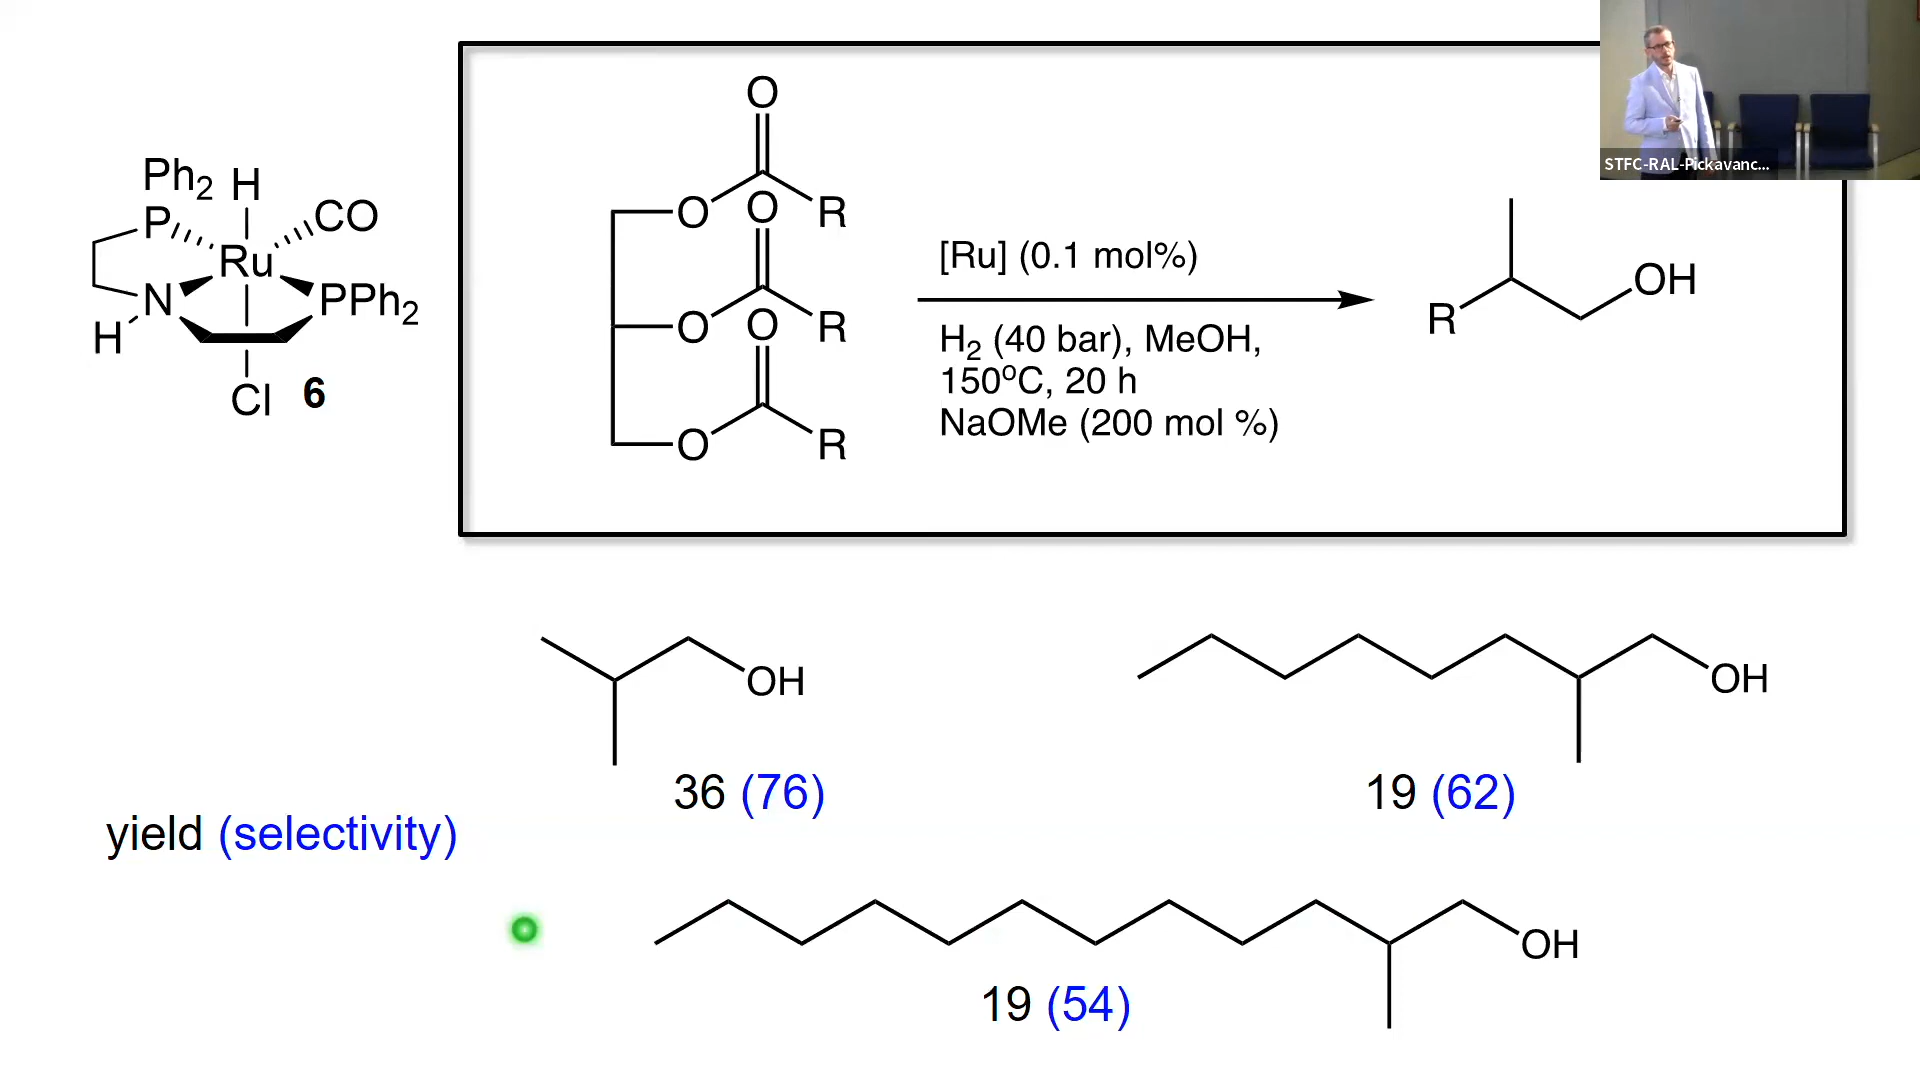 Ph2
H
P
CO
Ru
N
PPh2
H
Cl
6
O
O
R
O
O
R
O
O
R
[Ru] (0.1 mol%)
H2 (40 bar), MeOH,
150ºC, 20 h
NaOMe (200 mol %)
R
OH
STFC-RAL-Pickavanc...
OH
36 (76)
OH
19 (62)
yield (selectivity)
OH
19 (54)